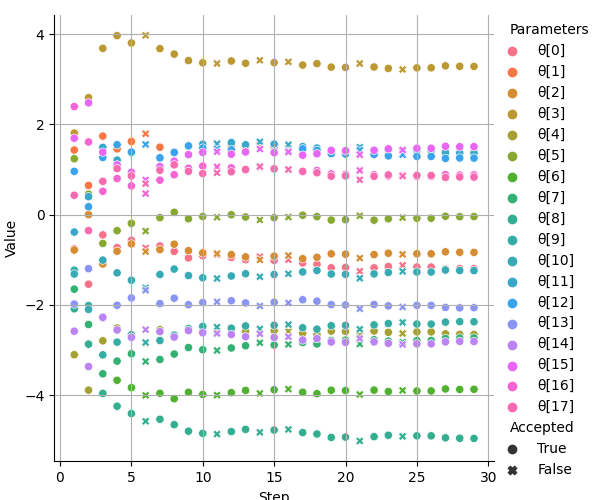 Parameters
θ[0]
θ[1]
θ[2]
θ[3]
θ[4]
θ[5]
θ[6]
θ[7]
θ[8]
θ[9]
θ[10]
θ[11]
θ[12]
θ[13]
θ[14]
θ[15]
θ[16]
θ[17]
Accepted
True
False
Value
4
2
0
−2
−4
0
5
10
15
20
25
30
Step